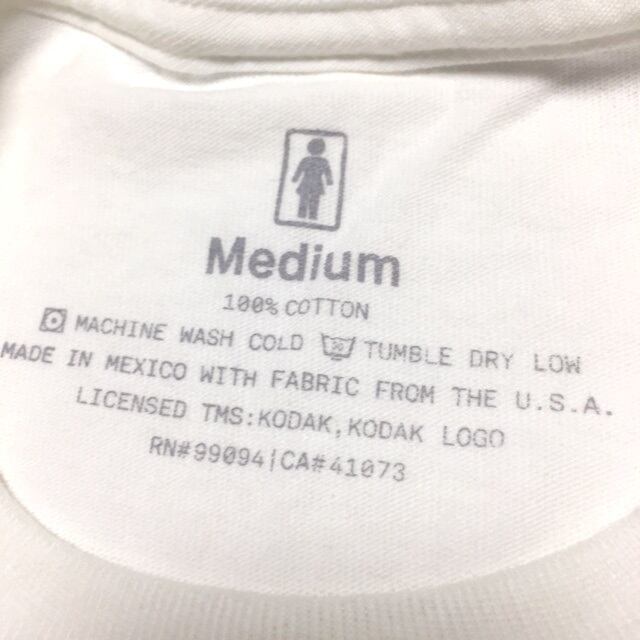 Medium
100% COTTON
MACHINE WASH COLD TUMBLE DRY LOW
MADE IN MEXICO WITH FABRIC FROM THE U.S.A.
LICENSED TMS:KODAK,KODAK LOGO
RN#99094|CA#41073